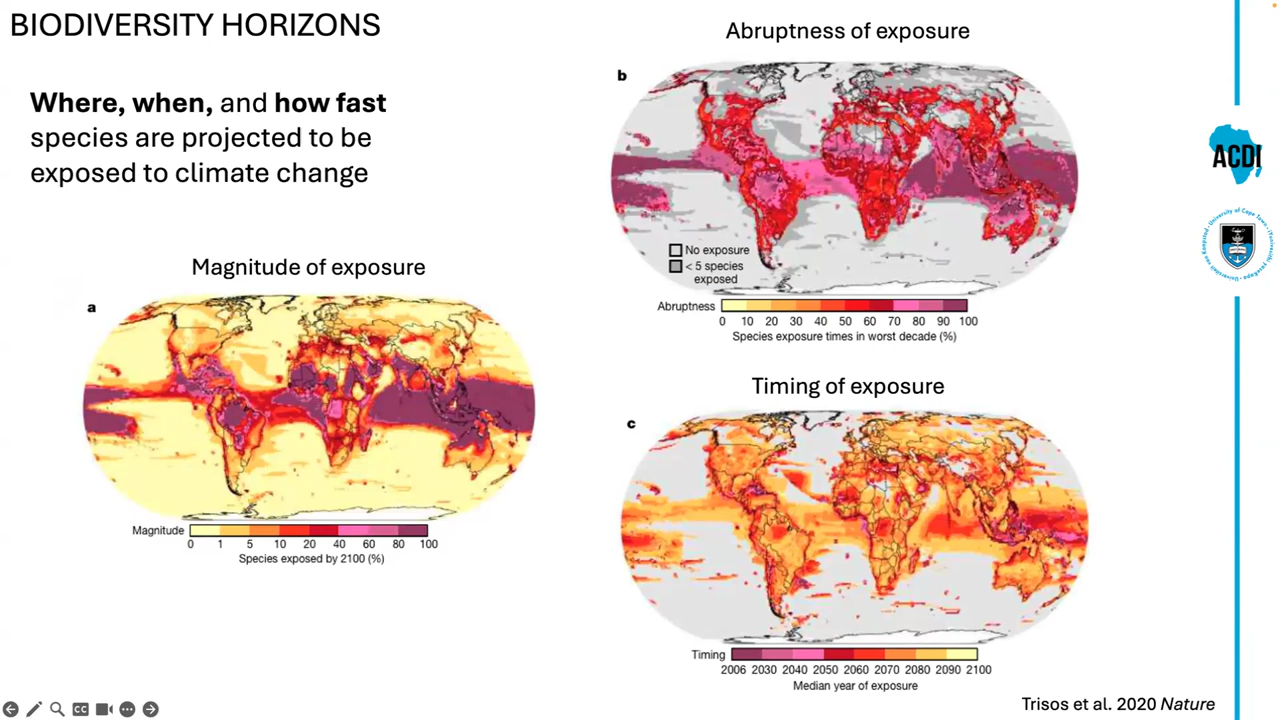 BIODIVERSITY HORIZONS
Where, when, and how fast
species are projected to be
exposed to climate change
Magnitude of exposure
a
Magnitude
0 1 5 10 20 40 60 80 100
Species exposed by 2100 (%)
Abruptness of exposure
b
No exposure
< 5 species
exposed
Abruptness
0 10 20 30 40 50 60 70 80 90 100
Species exposure times in worst decade (%)
Timing of exposure
c
Timing
2006 2030 2040 2050 2060 2070 2080 2090 2100
Median year of exposure
Trisos et al. 2020 Nature
ACDI
CC